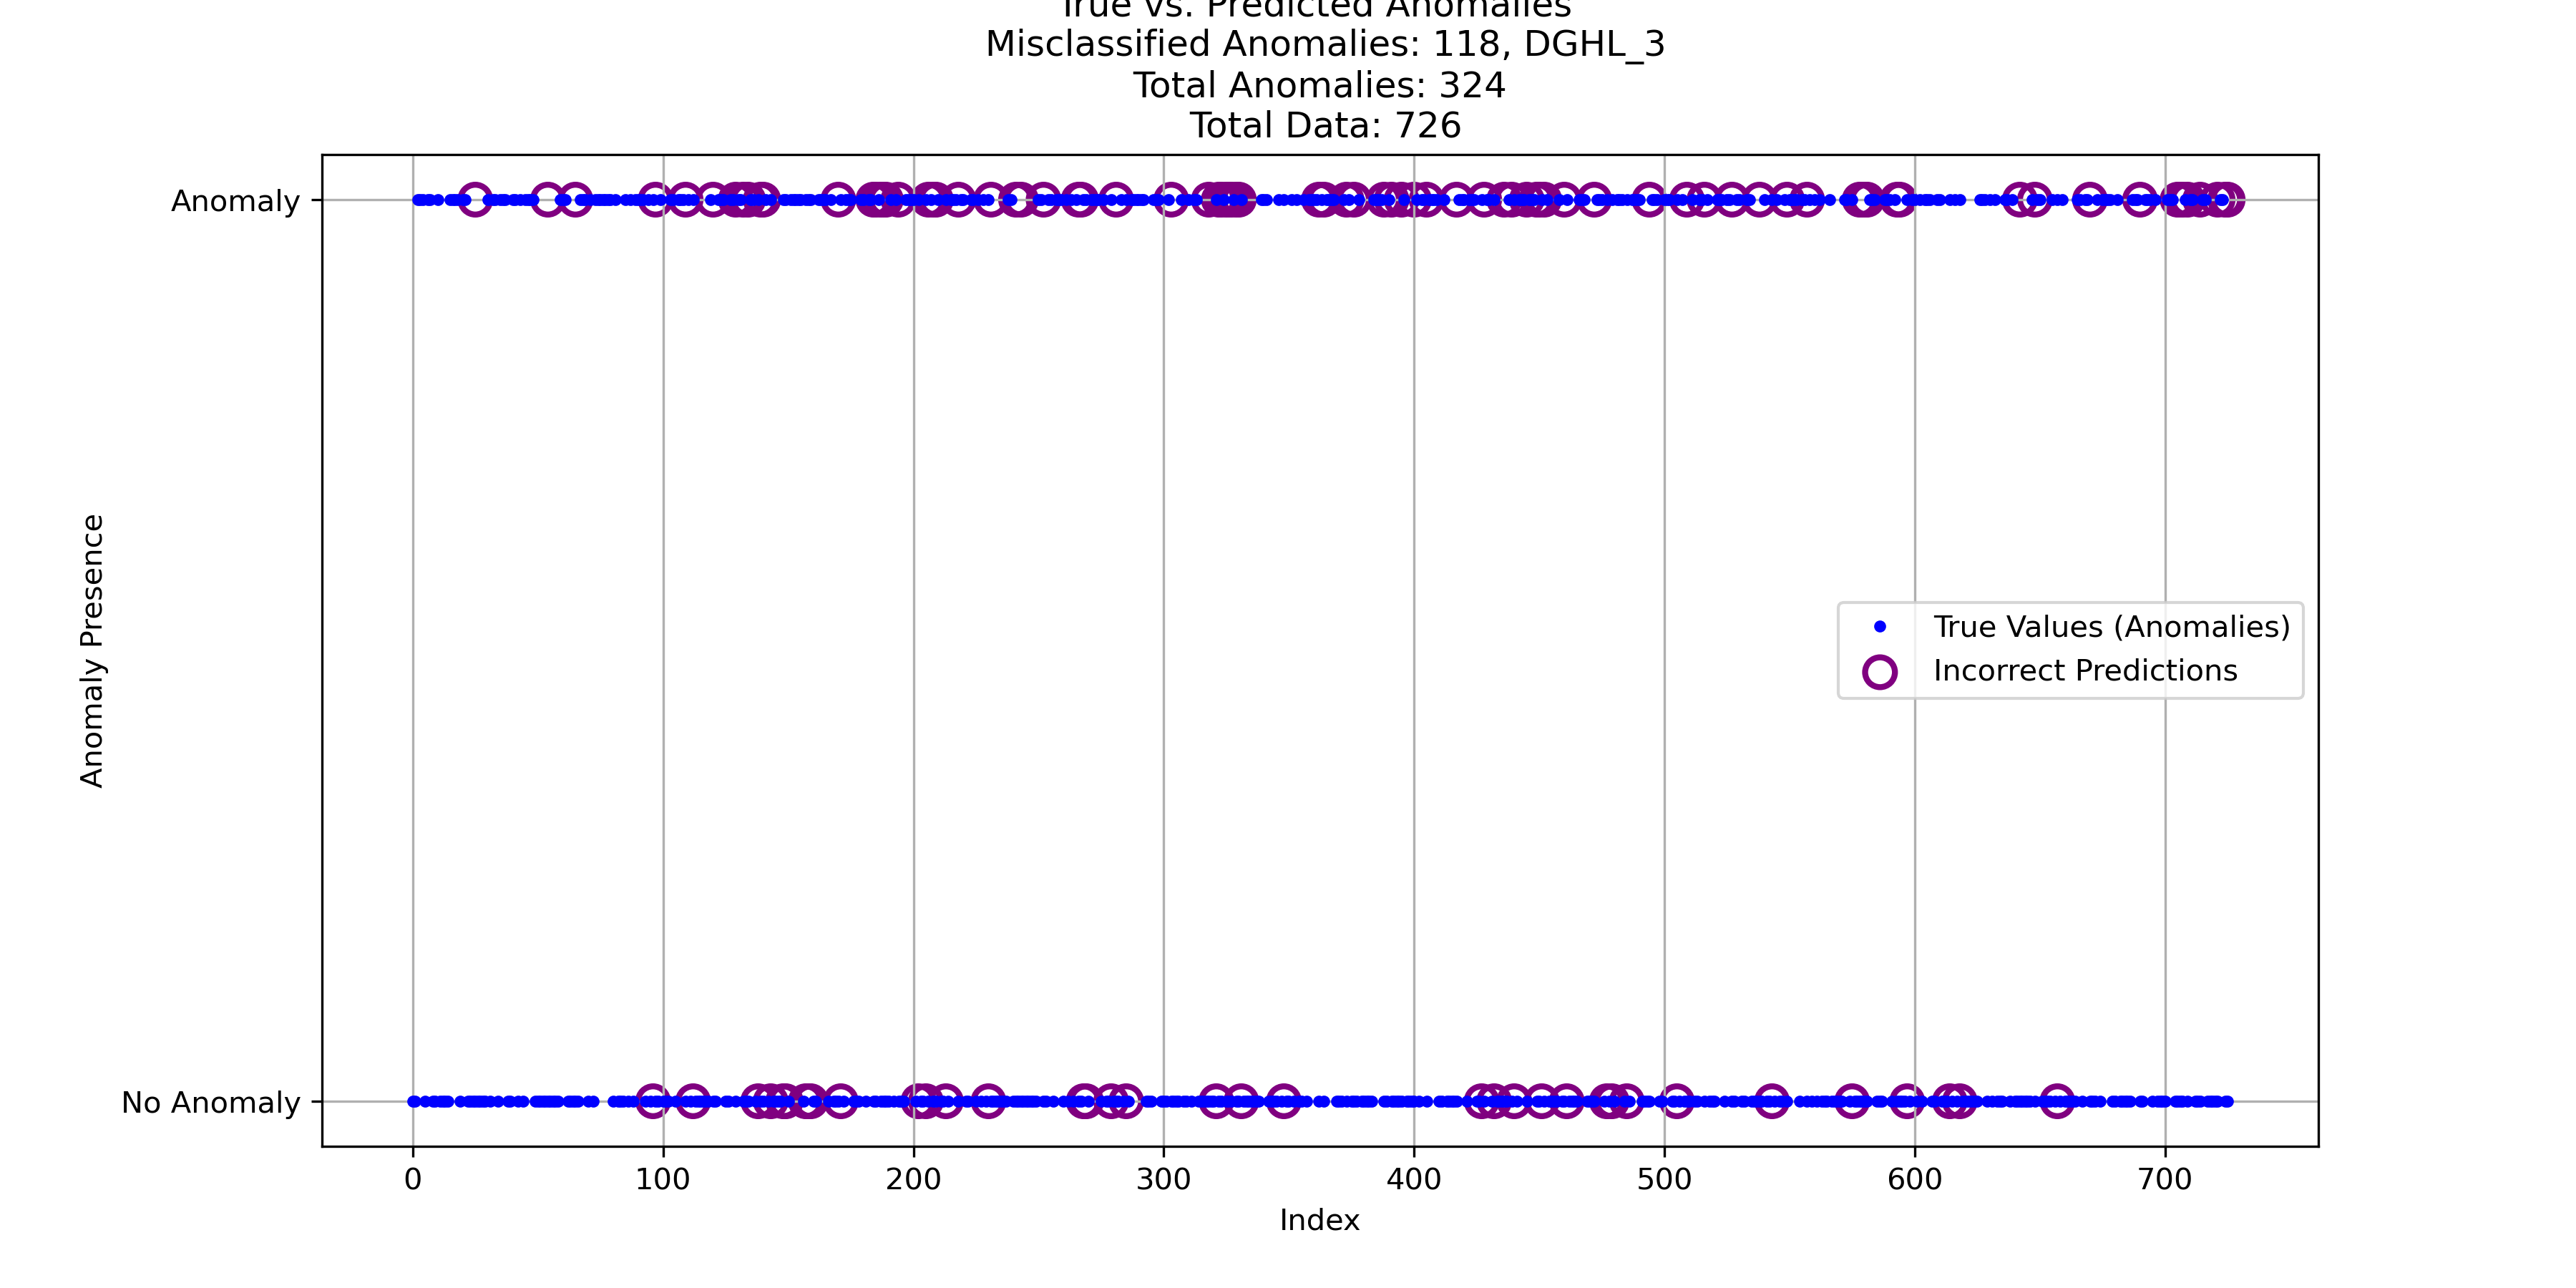 True vs. Predicted Anomalies
Misclassified Anomalies: 118, DGHL_3
Total Anomalies: 324
Total Data: 726
Anomaly
Anomaly Presence
True Values (Anomalies)
Incorrect Predictions
No Anomaly
0 100 200 300 400 500 600 700
Index